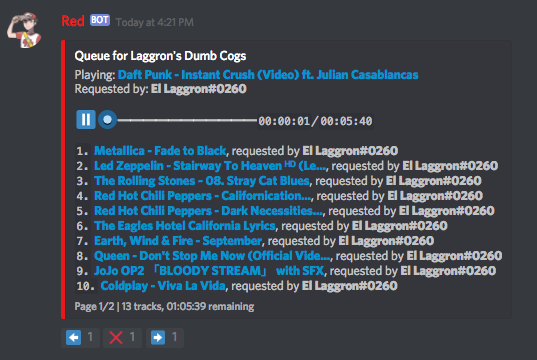 Red BOT Today at 4:21 PM
Queue for Laggron's Dumb Cogs
Playing: Daft Punk - Instant Crush (Video) ft. Julian Casablancas
Requested by: El Laggron#0260
00:00:01/00:05:40
1. Metallica - Fade to Black, requested by El Laggron#0260
2. Led Zeppelin - Stairway To Heaven HD (Le..., requested by El Laggron#0260
3. The Rolling Stones - 08. Stray Cat Blues, requested by El Laggron#0260
4. Red Hot Chili Peppers - Californication..., requested by El Laggron#0260
5. Red Hot Chili Peppers - Dark Necessities..., requested by El Laggron#0260
6. The Eagles Hotel California Lyrics, requested by El Laggron#0260
7. Earth, Wind & Fire - September, requested by El Laggron#0260
8. Queen - Don't Stop Me Now (Official Vide..., requested by El Laggron#0260
9. JoJo OP2 「BLOODY STREAM」 with SFX, requested by El Laggron#0260
10. Coldplay - Viva La Vida, requested by El Laggron#0260
Page 1/2 | 13 tracks, 01:05:39 remaining
1 1 1